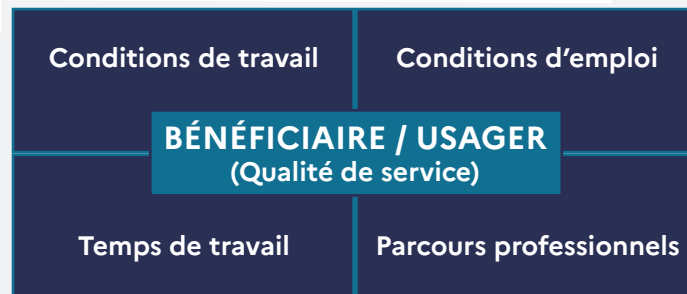 Conditions de travail
Conditions d’emploi
BÉNÉFICIAIRE / USAGER
(Qualité de service)
Temps de travail
Parcours professionnels